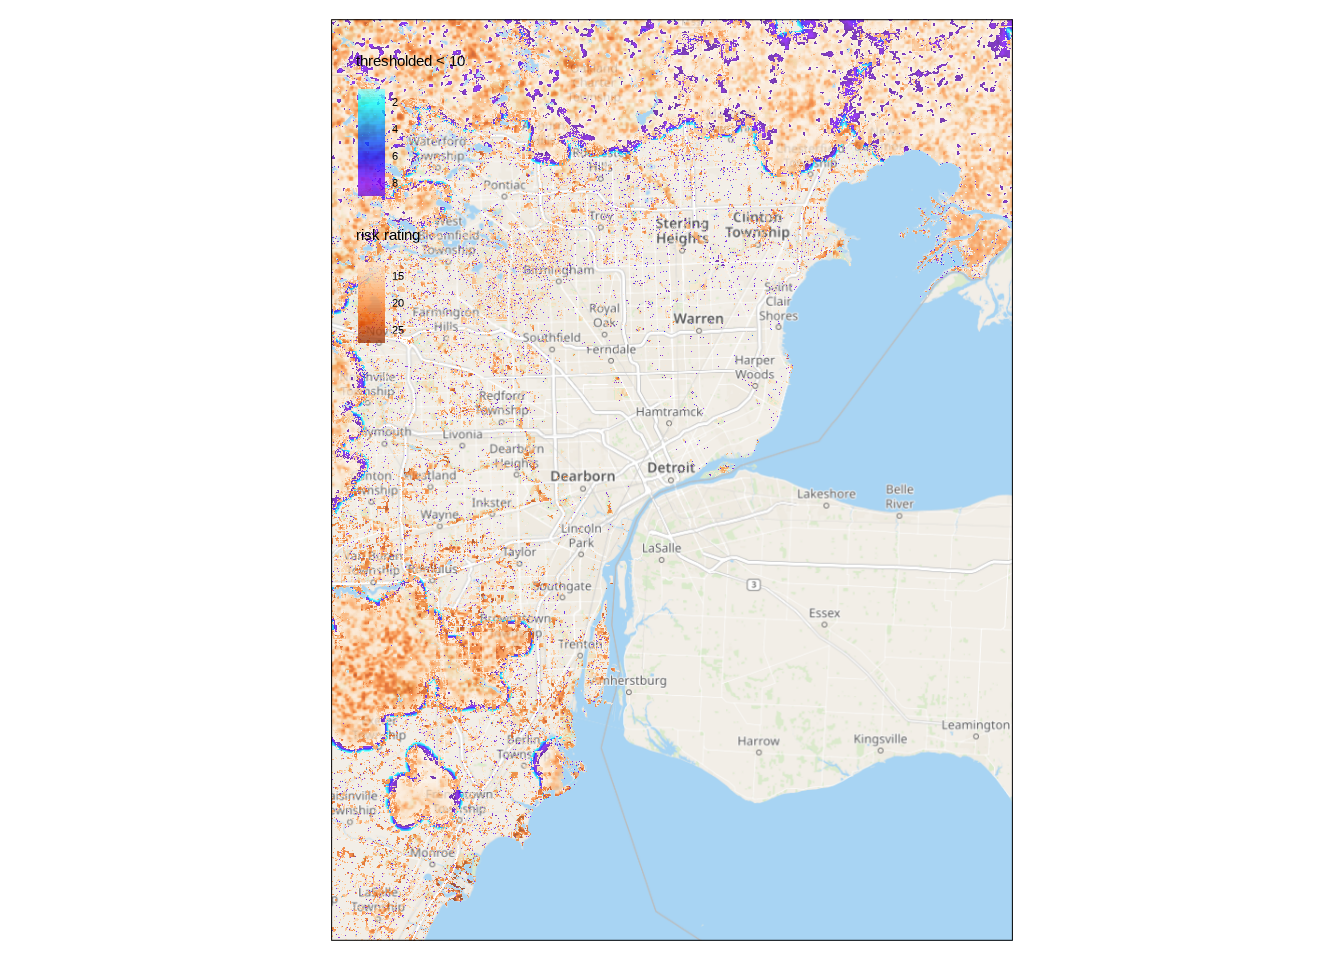 thresholded < 10
2
4
6
8
Waterford
Township
Pontiac
Troy
Sterling
Heights
Clinton
Township
West
risk rating
Township
Birmingham
15
20
25
Farmington
Hills
Royal
Oak
Saint
Clair
Shores
Warren
Southfield
Ferndale
Harper
Woods
Redford
Township
Hamtramck
Livonia
Dearborn
Heights
Dearborn
Detroit
Inkster
Wayne
Lakeshore
Belle
River
Lincoln
Park
LaSalle
Taylor
Southgate
3
Essex
Trenton
Amherstburg
Leamington
Harrow
Kingsville
Berlin
Monroe
LaSalle
Township